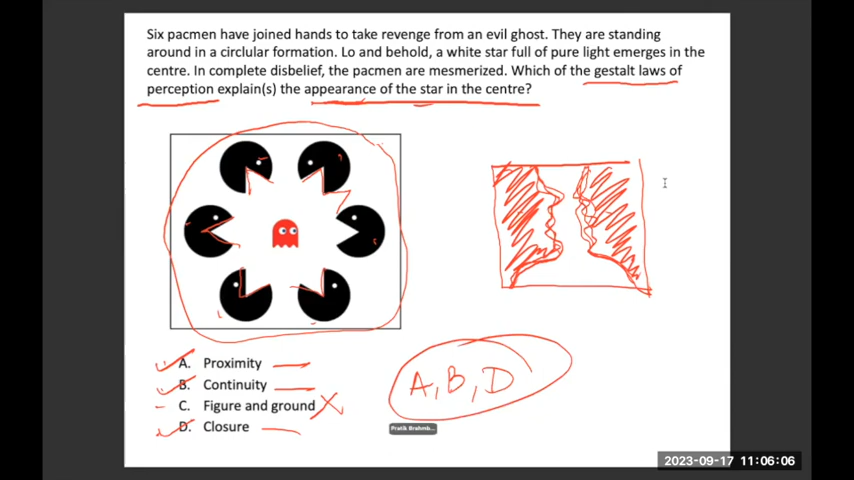 Six pacmen have joined hands to take revenge from an evil ghost. They are standing
around in a circlular formation. Lo and behold, a white star full of pure light emerges in the
centre. In complete disbelief, the pacmen are mesmerized. Which of the gestalt laws of
perception explain(s) the appearance of the star in the centre?
A. Proximity
B. Continuity
C. Figure and ground
D. Closure
A, B, D
Pratik Brahmb...
2023-09-17 11:06:06